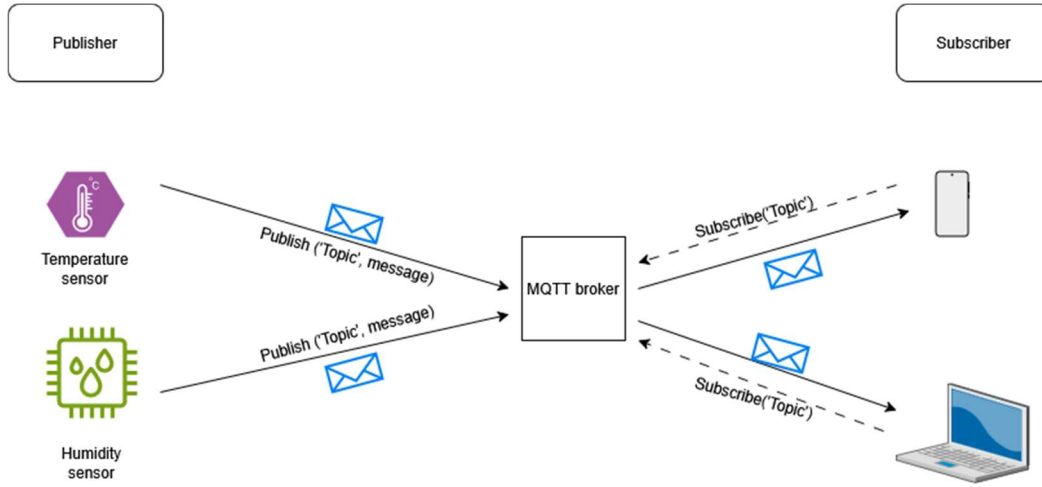 Publisher
Subscriber
°C
Temperature
sensor
Publish ('Topic', message)
Publish ('Topic', message)
Humidity
sensor
MQTT broker
Subscribe('Topic')
Subscribe('Topic')